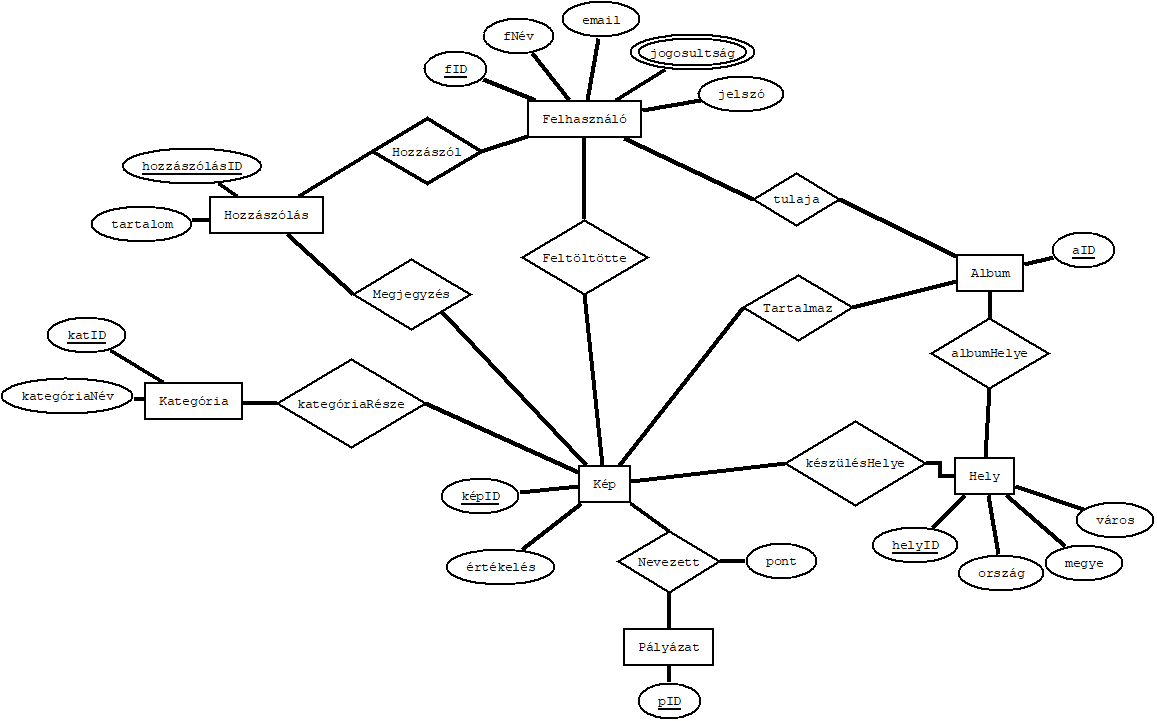 email
fNév
jogosultság
fID
jelszó
Felhasználó
Hozzászól
hozzászólásID
tulaja
Hozzászólás
tartalom
aID
Feltöltötte
Album
Megjegyzés
Tartalmaz
katID
albumHelye
kategóriaNév
Kategória
kategóriaRésze
készülésHelye
Hely
Kép
képID
város
helyID
értékelés
Nevezett
pont
megye
ország
Pályázat
pID